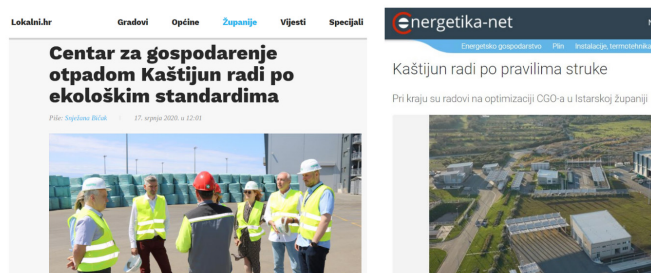 Lokalni.hr
Gradovi Općine Županije Vijesti Specijali
Centar za gospodarenje
otpadom Kaštijun radi po
ekološkim standardima
Piše: Snježana Bičak 17. srpnja 2020. u 12:01
energetika-net
Energetsko gospodarstvo Plin Instalacije, termotehnika
Kaštijun radi po pravilima struke
Pri kraju su radovi na optimizaciji CGO-a u Istarskoj županiji